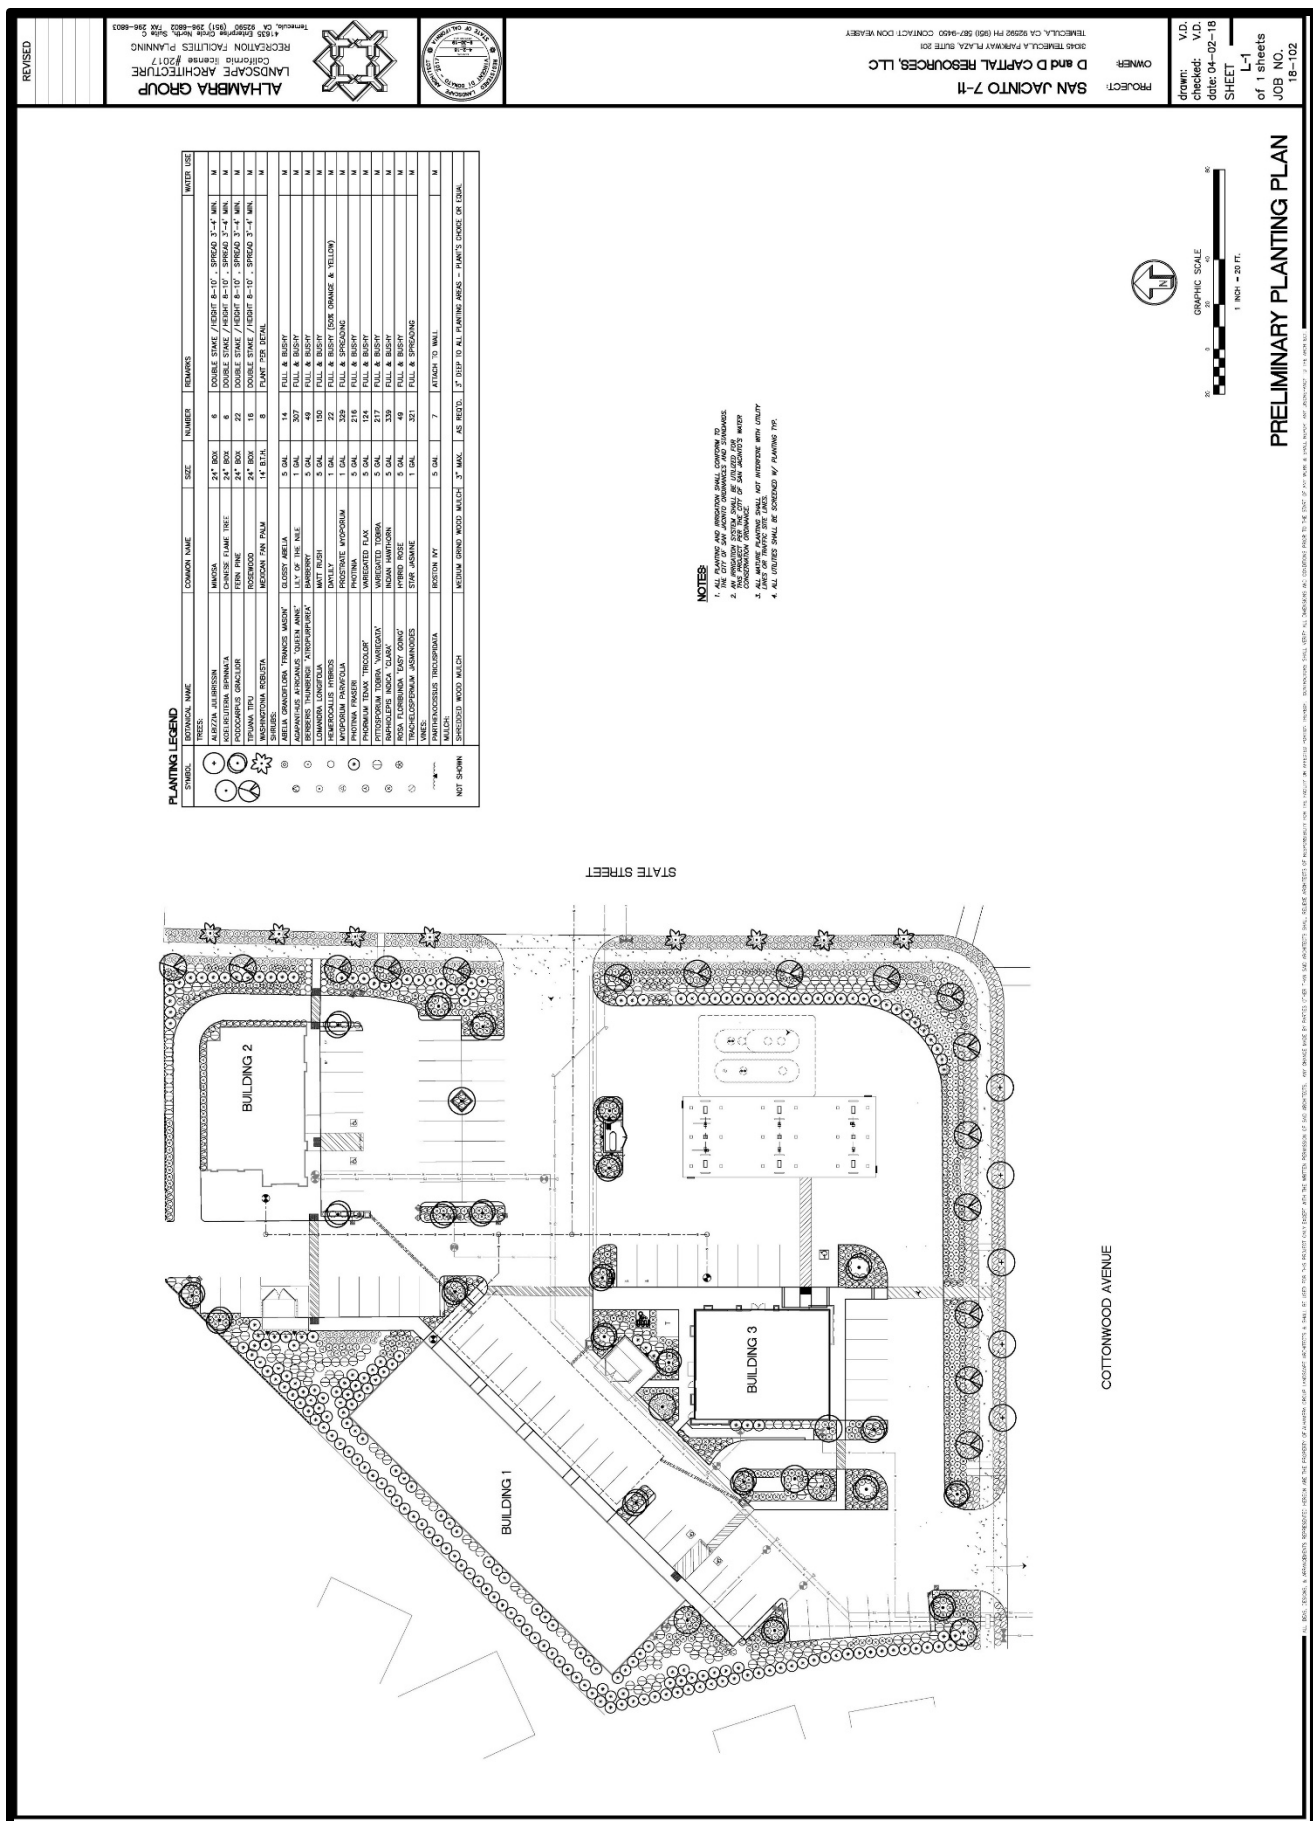 REVISED
ALHAMBRA GROUP
LANDSCAPE ARCHITECTURE
California license #2017
RECREATION FACILITIES PLANNING
41635 Enterprise Circle North, Suite C
Temecula, CA 92590 (951) 296-6802 FAX 296-6803
PROJECT: SAN JACINTO 7-11
OWNER: D and D CAPITAL RESOURCES, LLC
31045 TEMECULA PARKWAY PLAZA, SUITE 201
TEMECULA, CA 92592 PH (951) 587-9460 CONTACT: DON VEASEY
drawn: V.D.
checked: V.D.
date: 04-02-18
SHEET
L-1
of 1 sheets
JOB NO.
18-102
PRELIMINARY PLANTING PLAN
GRAPHIC SCALE
20 0 20 40 80
1 INCH = 20 FT.
N
PLANTING LEGEND
SYMBOL BOTANICAL NAME COMMON NAME SIZE NUMBER REMARKS WATER USE
TREES:
ALBIZZIA JULIBRISSIN MIMOSA 24" BOX 6 DOUBLE STAKE / HEIGHT 8-10', SPREAD 3'-4' MIN. M
KOELREUTERIA BIPINNATA CHINESE FLAME TREE 24" BOX 6 DOUBLE STAKE / HEIGHT 8-10', SPREAD 3'-4' MIN. M
PODOCARPUS GRACILIOR FERN PINE 24" BOX 22 DOUBLE STAKE / HEIGHT 8-10', SPREAD 3'-4' MIN. M
TIPUANA TIPU ROSEWOOD 24" BOX 16 DOUBLE STAKE / HEIGHT 8-10', SPREAD 3'-4' MIN. M
WASHINGTONIA ROBUSTA MEXICAN FAN PALM 14' B.T.H. 8 PLANT PER DETAIL M
SHRUBS:
ABELIA GRANDIFLORA 'FRANCIS MASON' GLOSSY ABELIA 5 GAL 14 FULL & BUSHY M
AGAPANTHUS AFRICANUS 'QUEEN ANNE' LILY OF THE NILE 1 GAL 307 FULL & BUSHY M
BERBERIS THUNBERGII 'ATROPURPUREA' BARBERRY 5 GAL 49 FULL & BUSHY M
LOMANDRA LONGIFOLIA MATT RUSH 5 GAL 150 FULL & BUSHY M
HEMEROCALLIS HYBRIDS DAYLILY 1 GAL 22 FULL & BUSHY (50% ORANGE & YELLOW) M
MYOPORUM PARVIFOLIA PROSTRATE MYOPORUM 1 GAL 329 FULL & SPREADING M
PHOTINIA FRASERI PHOTINIA 5 GAL 216 FULL & BUSHY M
PHORMIUM TENAX 'TRICOLOR' VARIEGATED FLAX 5 GAL 124 FULL & BUSHY M
PITTOSPORUM TOBIRA 'VARIEGATA' VARIEGATED TOBIRA 5 GAL 217 FULL & BUSHY M
RAPHIOLEPIS INDICA 'CLARA' INDIAN HAWTHORN 5 GAL 339 FULL & BUSHY M
ROSA FLORIBUNDA 'EASY GOING' HYBRID ROSE 5 GAL 49 FULL & BUSHY M
TRACHELOSPERMUM JASMINOIDES STAR JASMINE 1 GAL 321 FULL & SPREADING M
VINES:
PARTHENOCISSUS TRICUSPIDATA BOSTON IVY 5 GAL 7 ATTACH TO WALL M
MULCH:
NOT SHOWN SHREDDED WOOD MULCH MEDIUM GRIND WOOD MULCH 3" MAX. AS REQ'D. 3" DEEP TO ALL PLANTING AREAS - PLANT'S CHOICE OR EQUAL
NOTES:
1. ALL PLANTING AND IRRIGATION SHALL CONFORM TO
THE CITY OF SAN JACINTO ORDINANCES AND STANDARDS.
2. AN IRRIGATION SYSTEM SHALL BE UTILIZED FOR
THIS PROJECT PER THE CITY OF SAN JACINTO'S WATER
CONSERVATION ORDINANCE.
3. ALL MATURE PLANTING SHALL NOT INTERFERE WITH UTILITY
LINES OR TRAFFIC SITE LINES.
4. ALL UTILITIES SHALL BE SCREENED W/ PLANTING TYP.
STATE STREET
BUILDING 2
BUILDING 3
BUILDING 1
COTTONWOOD AVENUE